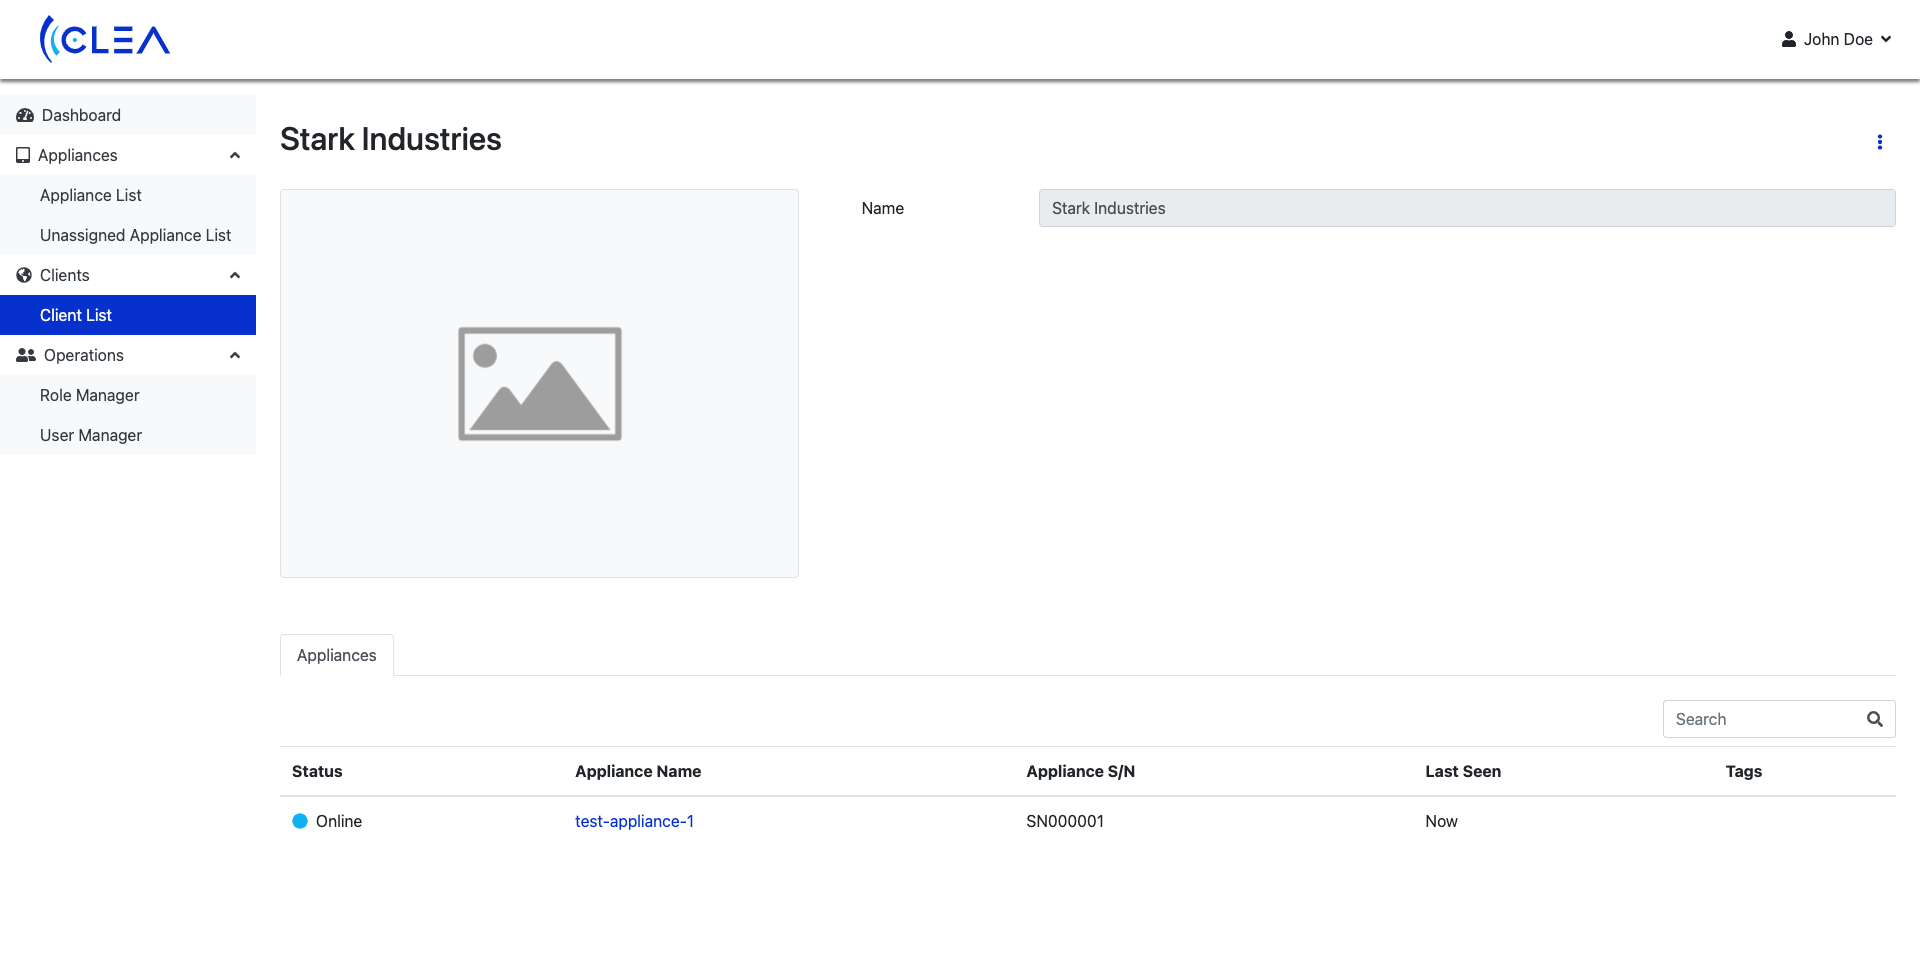 CLEA
John Doe
Dashboard
Appliances
Appliance List
Unassigned Appliance List
Clients
Client List
Operations
Role Manager
User Manager
Stark Industries
Name
Stark Industries
Appliances
Search
Status Appliance Name Appliance S/N Last Seen Tags
Online test-appliance-1 SN000001 Now